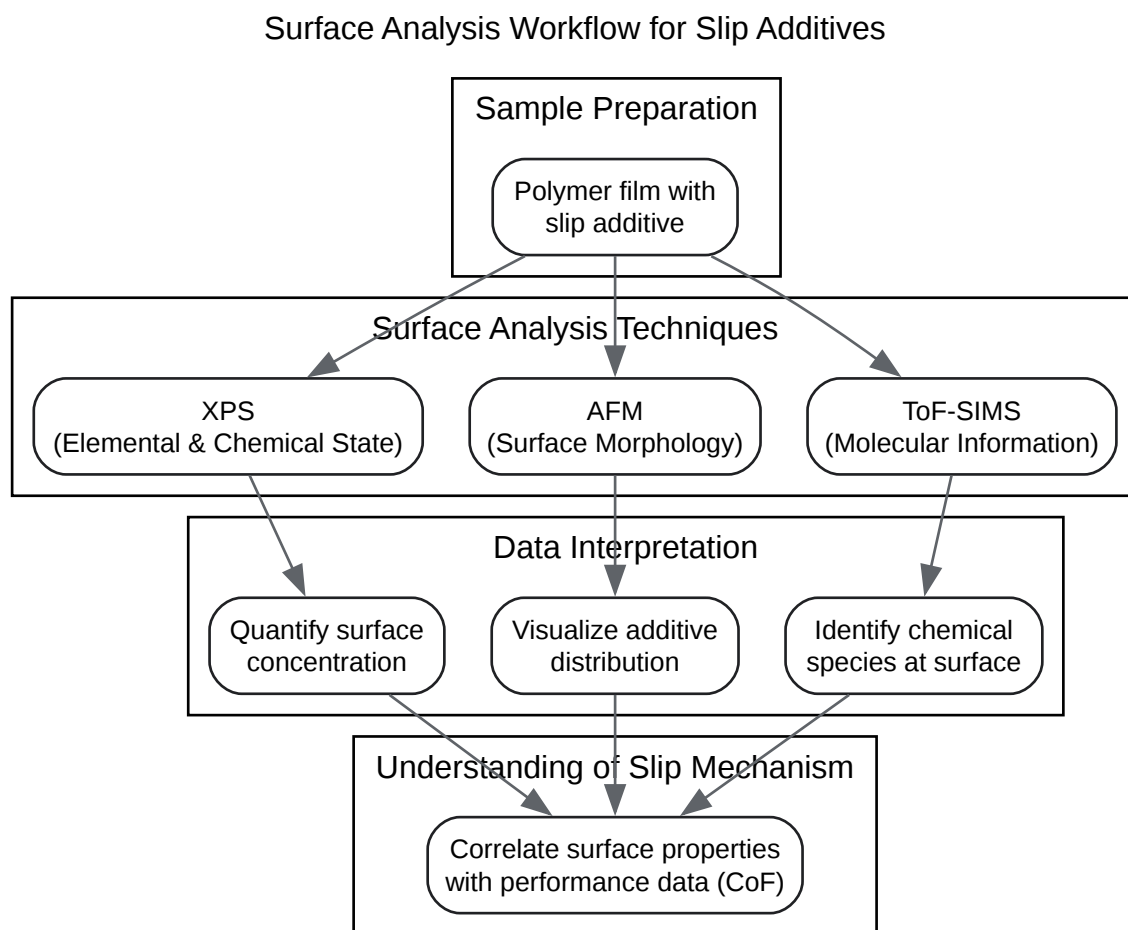 Surface Analysis Workflow for Slip Additives
Sample Preparation
Polymer film with
slip additive
Surface Analysis Techniques
XPS
(Elemental & Chemical State)
AFM
(Surface Morphology)
ToF-SIMS
(Molecular Information)
Data Interpretation
Quantify surface
concentration
Visualize additive
distribution
Identify chemical
species at surface
Understanding of Slip Mechanism
Correlate surface properties
with performance data (CoF)